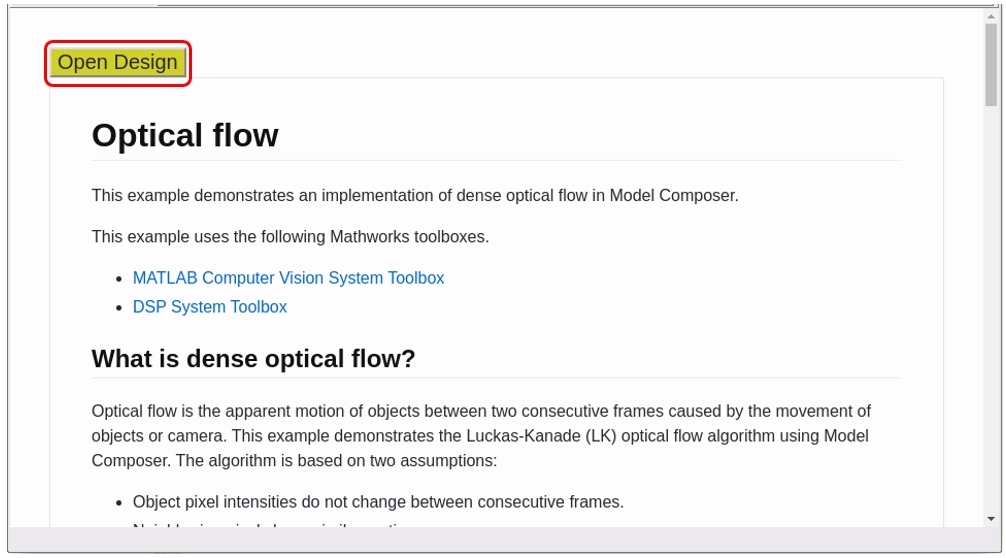 Open Design
Optical flow
This example demonstrates an implementation of dense optical flow in Model Composer.
This example uses the following Mathworks toolboxes.
• MATLAB Computer Vision System Toolbox
• DSP System Toolbox
What is dense optical flow?
Optical flow is the apparent motion of objects between two consecutive frames caused by the movement of
objects or camera. This example demonstrates the Luckas-Kanade (LK) optical flow algorithm using Model
Composer. The algorithm is based on two assumptions:
• Object pixel intensities do not change between consecutive frames.